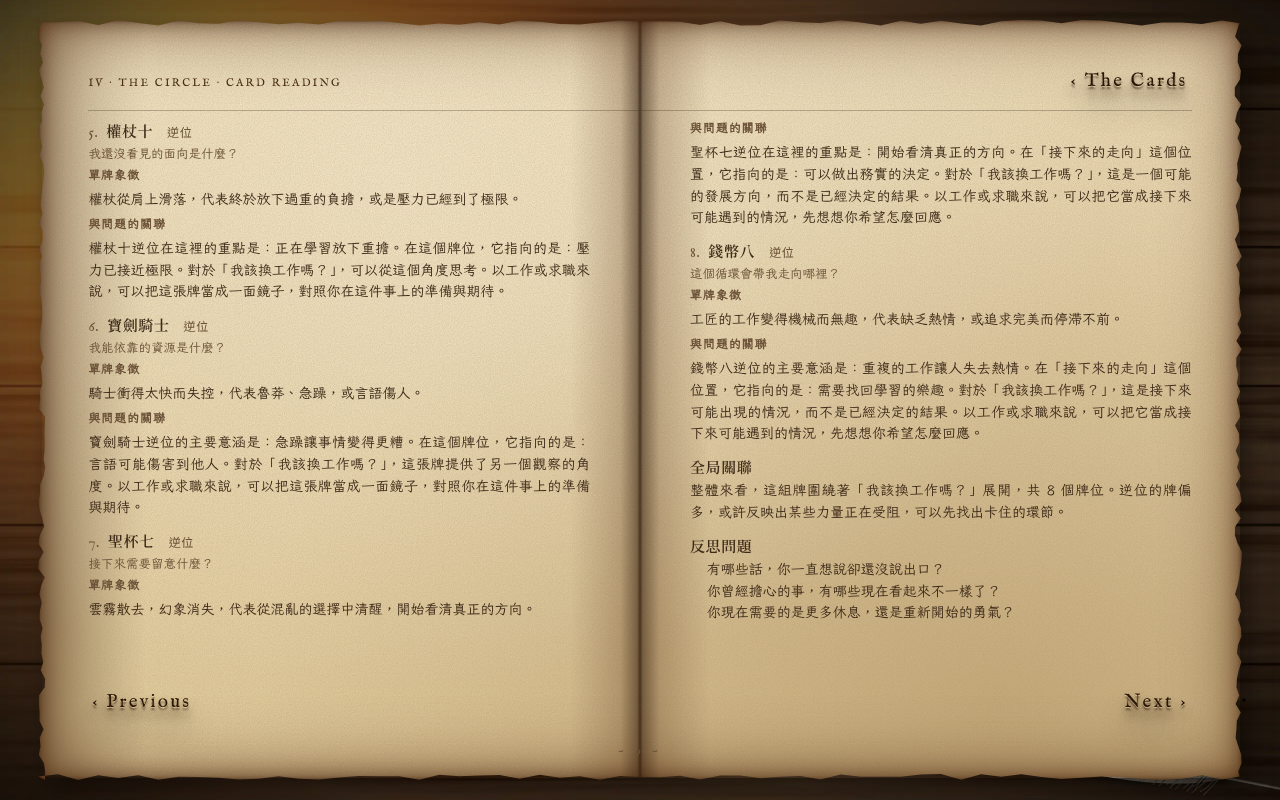 IV · THE CIRCLE · CARD READING
5. 權杖十 逆位
我還沒看見的面向是什麼？
單牌象徵
權杖從肩上滑落，代表終於放下過重的負擔，或是壓力已經到了極限。
與問題的關聯
權杖十逆位在這裡的重點是：正在學習放下重擔。在這個牌位，它指向的是：壓
力已接近極限。對於「我該換工作嗎？」，可以從這個角度思考。以工作或求職來
說，可以把這張牌當成一面鏡子，對照你在這件事上的準備與期待。
6. 寶劍騎士 逆位
我能依靠的資源是什麼？
單牌象徵
騎士衝得太快而失控，代表魯莽、急躁，或言語傷人。
與問題的關聯
寶劍騎士逆位的主要意涵是：急躁讓事情變得更糟。在這個牌位，它指向的是：
言語可能傷害到他人。對於「我該換工作嗎？」，這張牌提供了另一個觀察的角
度。以工作或求職來說，可以把這張牌當成一面鏡子，對照你在這件事上的準備
與期待。
7. 聖杯七 逆位
接下來需要留意什麼？
單牌象徵
雲霧散去，幻象消失，代表從混亂的選擇中清醒，開始看清真正的方向。
‹ Previous
‹ The Cards
與問題的關聯
聖杯七逆位在這裡的重點是：開始看清真正的方向。在「接下來的走向」這個位
置，它指向的是：可以做出務實的決定。對於「我該換工作嗎？」，這是一個可能
的發展方向，而不是已經決定的結果。以工作或求職來說，可以把它當成接下來
可能遇到的情況，先想想你希望怎麼回應。
8. 錢幣八 逆位
這個循環會帶我走向哪裡？
單牌象徵
工匠的工作變得機械而無趣，代表缺乏熱情，或追求完美而停滯不前。
與問題的關聯
錢幣八逆位的主要意涵是：重複的工作讓人失去熱情。在「接下來的走向」這個
位置，它指向的是：需要找回學習的樂趣。對於「我該換工作嗎？」，這是接下來
可能出現的情況，而不是已經決定的結果。以工作或求職來說，可以把它當成接
下來可能遇到的情況，先想想你希望怎麼回應。
全局關聯
整體來看，這組牌圍繞著「我該換工作嗎？」展開，共 8 個牌位。逆位的牌偏
多，或許反映出某些力量正在受阻，可以先找出卡住的環節。
反思問題
有哪些話，你一直想說卻還沒說出口？
你曾經擔心的事，有哪些現在看起來不一樣了？
你現在需要的是更多休息，還是重新開始的勇氣？
Next ›